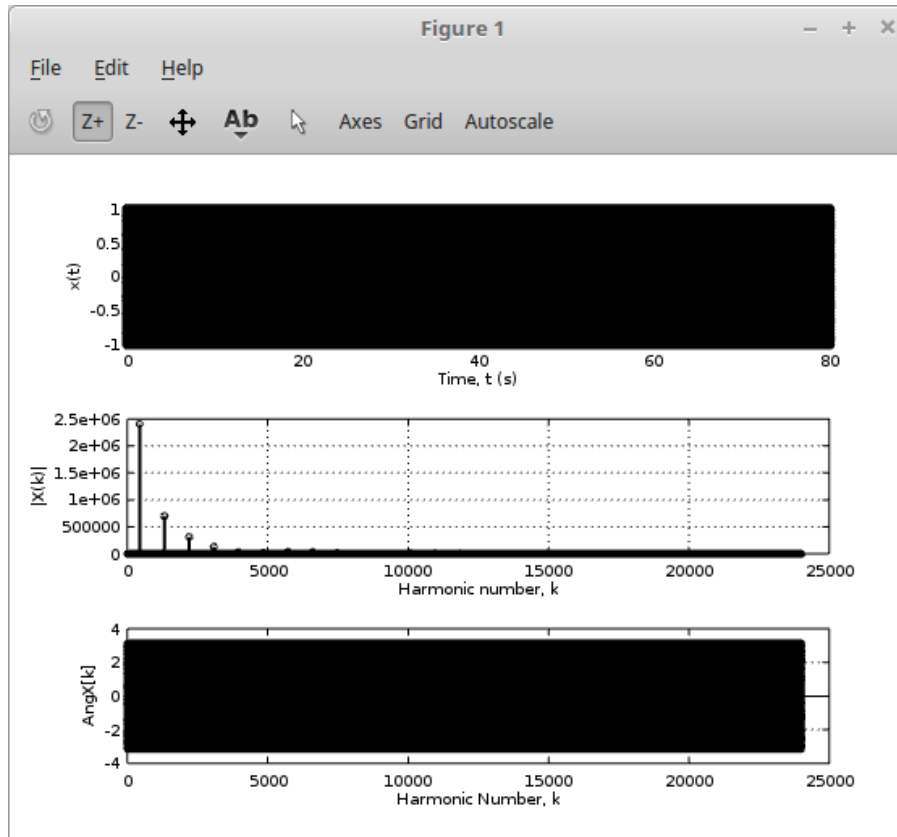 Figure 1
File Edit Help
Z+ Z- Ab Axes Grid Autoscale
1
0.5
0
-0.5
-1
x(t)
0 20 40 60 80
Time, t (s)
2.5e+06
2e+06
1.5e+06
1e+06
500000
0
|X(k)|
0 5000 10000 15000 20000 25000
Harmonic number, k
4
2
0
-2
-4
AngX[k]
0 5000 10000 15000 20000 25000
Harmonic Number, k